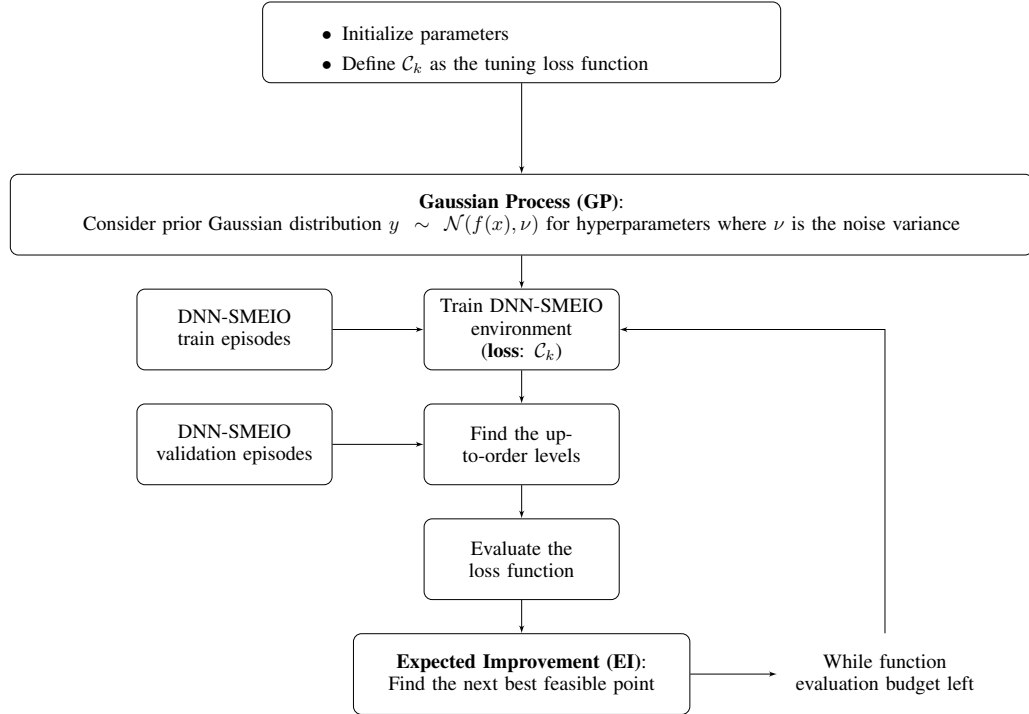 • Initialize parameters
• Define 𝒞ₖ as the tuning loss function
Gaussian Process (GP):
Consider prior Gaussian distribution y ∼ 𝒩(f(x), ν) for hyperparameters where ν is the noise variance
DNN-SMEIO
train episodes
Train DNN-SMEIO
environment
(loss: 𝒞ₖ)
DNN-SMEIO
validation episodes
Find the up-
to-order levels
Evaluate the
loss function
Expected Improvement (EI):
Find the next best feasible point
While function
evaluation budget left